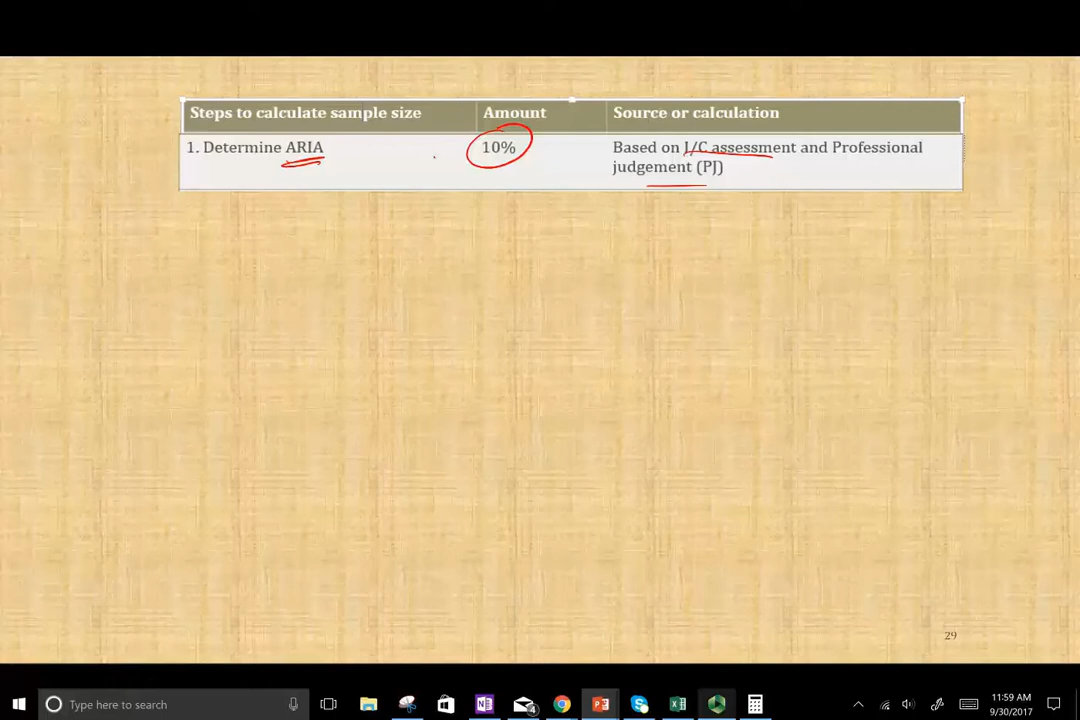 Steps to calculate sample size Amount Source or calculation
1. Determine ARIA 10% Based on I/C assessment and Professional
judgement (PJ)
29
Type here to search
4
11:59 AM
9/30/2017